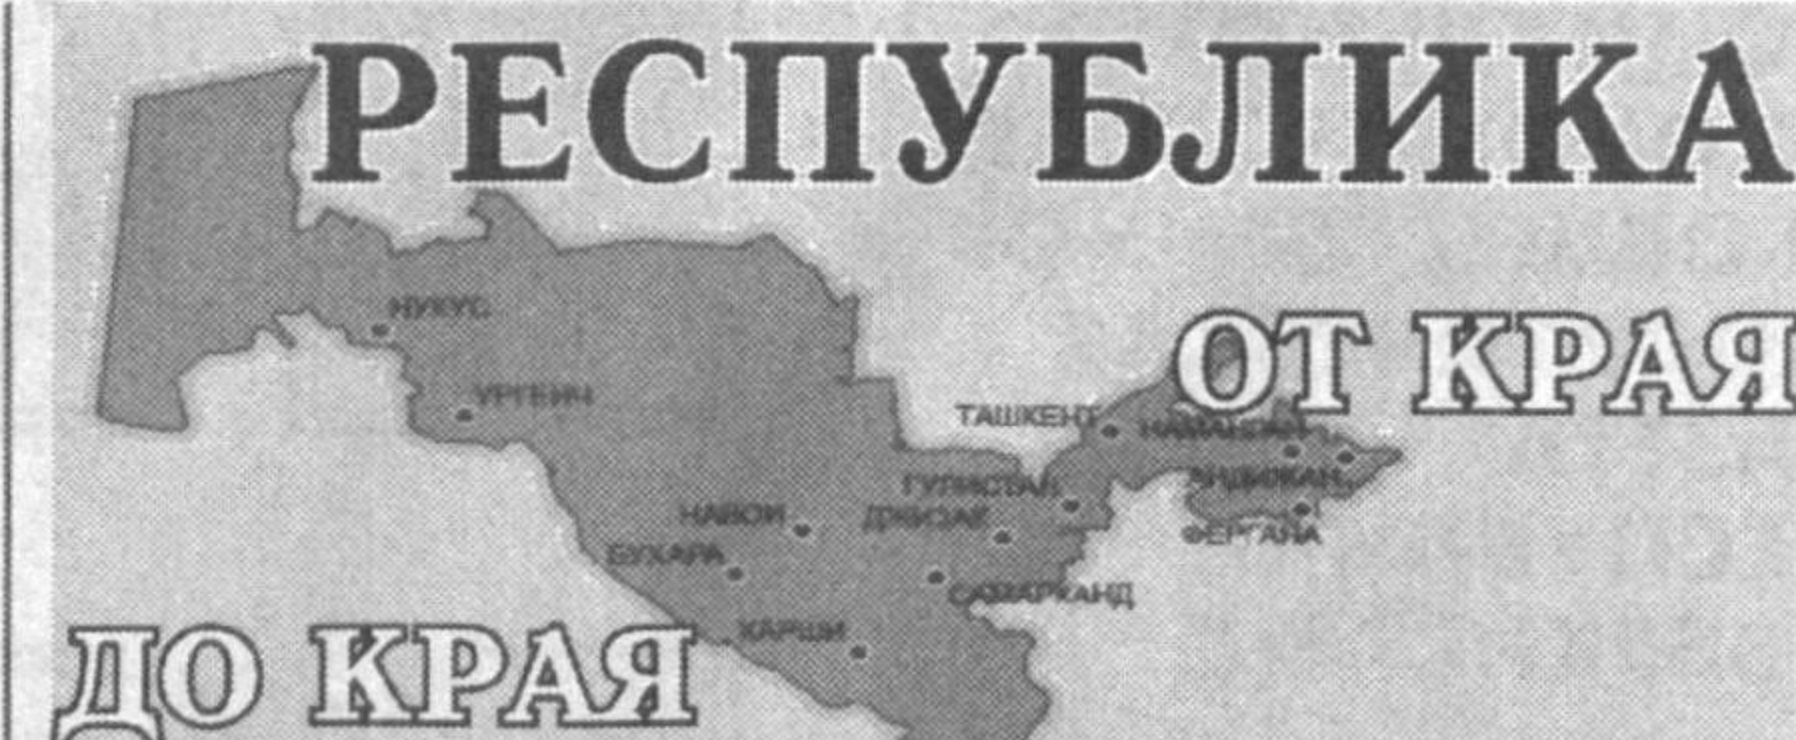 РЕСПУБЛИКА
ОТ КРАЯ
НУКУС
УРГЕНЧ
ТАШКЕНТ
НАМАНГАН
ГУЛИСТАН
АНДИЖАН
НАВОИ
ДЖИЗАК
ФЕРГАНА
БУХАРА
САМАРКАНД
КАРШИ
ДО КРАЯ